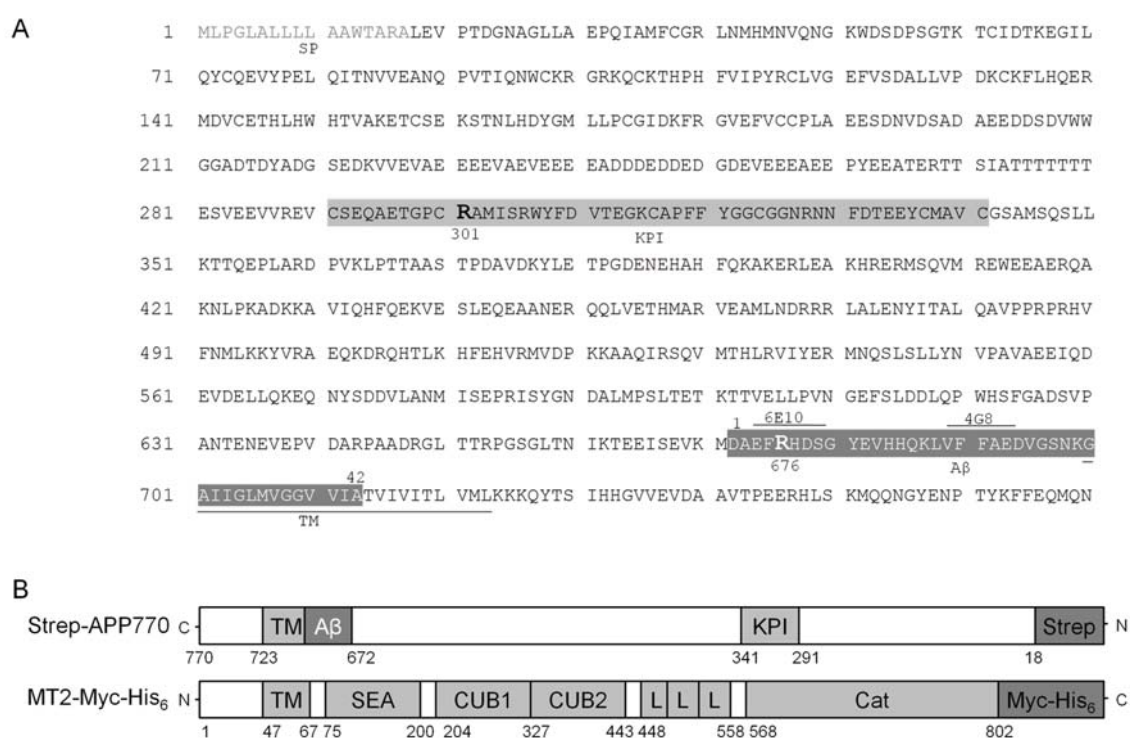 A
1 MLPGLALLLL AAWTARALEV PTDGNAGLLA EPQIAMFCGR LNMHMNVQNG KWDSDPSGTK TCIDTKEGIL
SP
71 QYCQEVYPEL QITNVVEANQ PVTIQNWCKR GRKQCKTHPH FVIPYRCLVG EFVSDALLVP DKCKFLHQER
141 MDVCETHLHW HTVAKETCSE KSTNLHDYGM LLPCGIDKFR GVEFVCCPLA EESDNVDSAD AEEDDSDVWW
211 GGADTDYADG SEDKVVEVAE EEEVAEVEEE EADDDEDDED GDEVEEEAEE PYEEATERTT SIATTTTTTT
281 ESVEEVVREV CSEQAETGPC RAMISRWYFD VTEGKCAPFF YGGCGGNRNN FDTEEYCMAVC CGSAMSQSLL
301 KPI
351 KTTQEPLARD PVKLPTTAAS TPDAVDKYLE TPGDENEHAH FQKAKERLEA KHRERMSQVM REWEEAERQA
421 KNLPKADKKA VIQHFQEKVE SLEQEAANER QQLVETHMAR VEAMLNDRRR LALENYITAL QAVPPRPRHV
491 FNMLKKYVRA EQKDRQHTLK HFEHVRMVDP KKAAQIRSQV MTHLRVIYER MNQSLSLLYN VPAVAEEIQD
561 EVDELLQKEQ NYSDDVLANM ISEPRISYGN DALMPSLTET KTTVELLPVN GEFSLDDLQP WHSFGADSVP
1 6E10 4G8
631 ANTENEVEPV DARPAADRGL TTRPGSGLTN IKTEEISEVK MDAEFRHDSG YEVHHQKLVF FAEDVGSNKG
676 Aβ
42
701 AIIGLMVGGV VIATVIVITL VMLKKKQYTS IHHGVVEVDA AVTPEERHLS KMQQNGYENP TYKFFEQMQN
TM
B
Strep-APP770 C TM Aβ KPI Strep N
770 723 672 341 291 18
MT2-Myc-His6 N TM SEA CUB1 CUB2 L L L Cat Myc-His6 C
1 47 67 75 200 204 327 443 448 558 568 802